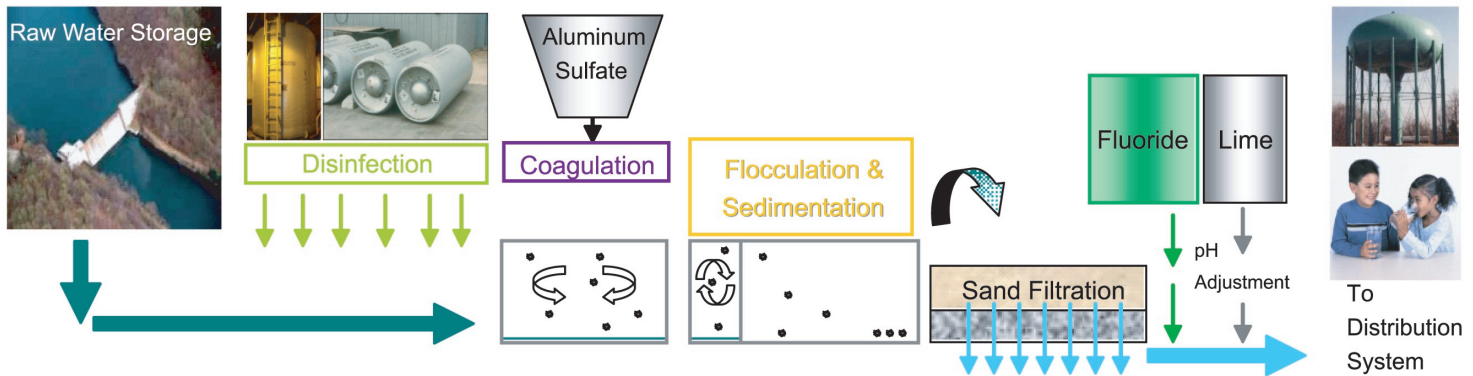 Raw Water Storage
Disinfection
Aluminum
Sulfate
Coagulation
Flocculation &
Sedimentation
Sand Filtration
Fluoride
Lime
pH
Adjustment
To
Distribution
System